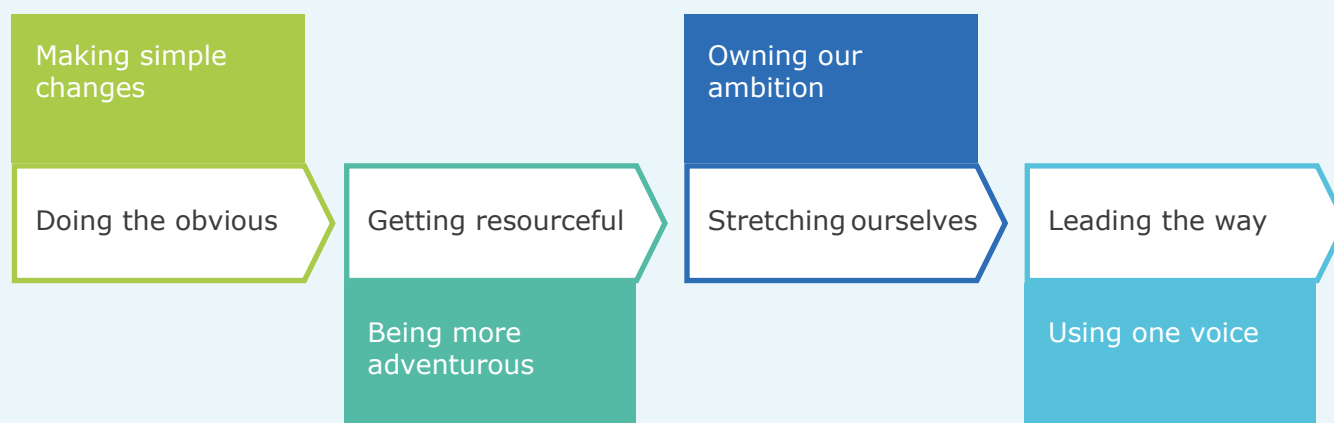 Making simple
changes
Doing the obvious
Getting resourceful
Being more
adventurous
Owning our
ambition
Stretching ourselves
Leading the way
Using one voice